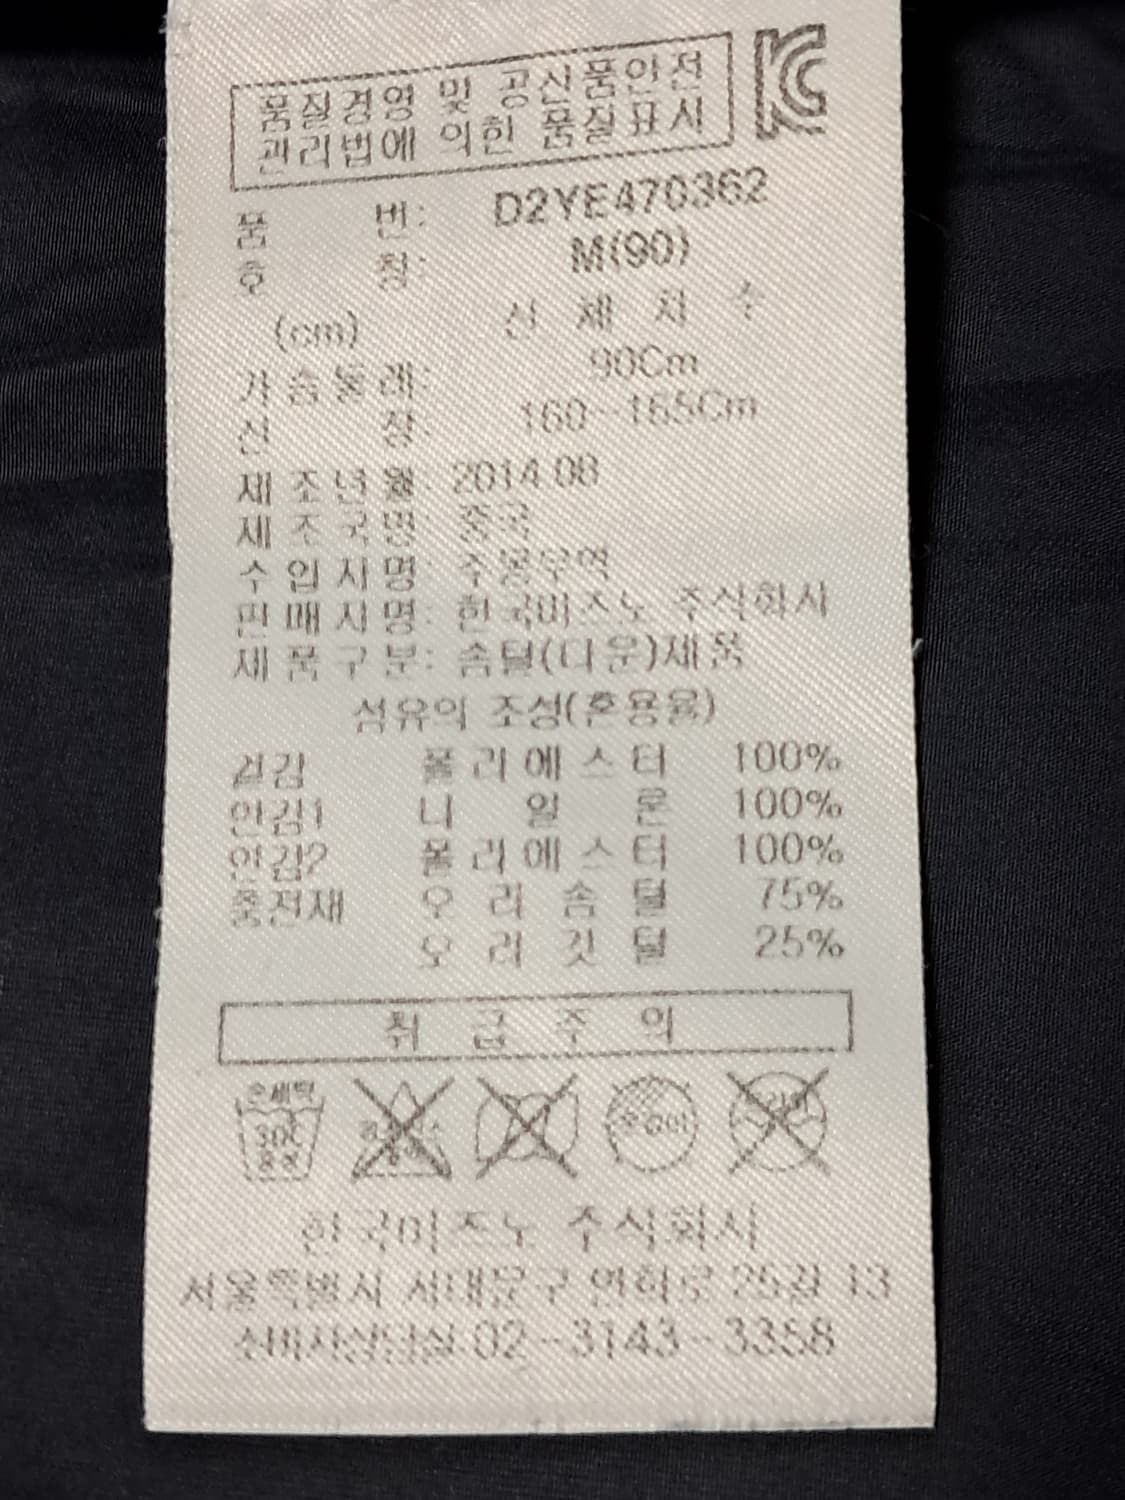 품질경영 및 공산품안전
관리법에 의한 품질표시
품 번: D2YE470362
호 칭: M(90)
(cm) 신 체 치 수
가 슴 둘 레: 90Cm
신 장: 160~165Cm
제 조 년 월: 2014.08
제 조 국 명: 중국
수 입 자 명: 주몽무역
판 매 자 명: 한국미즈노 주식회사
제 품 구 분: 솜털(다운)제품
섬유의 조성(혼용율)
겉감 폴 리 에 스 터 100%
안감1 나 일 론 100%
안감2 폴 리 에 스 터 100%
충전재 오 리 솜 털 75%
오 리 깃 털 25%
취 급 주 의
손세탁
30℃
한국미즈노 주식회사
서울특별시 서대문구 연희로 25길 13
소비자상담실:02-3143-3358